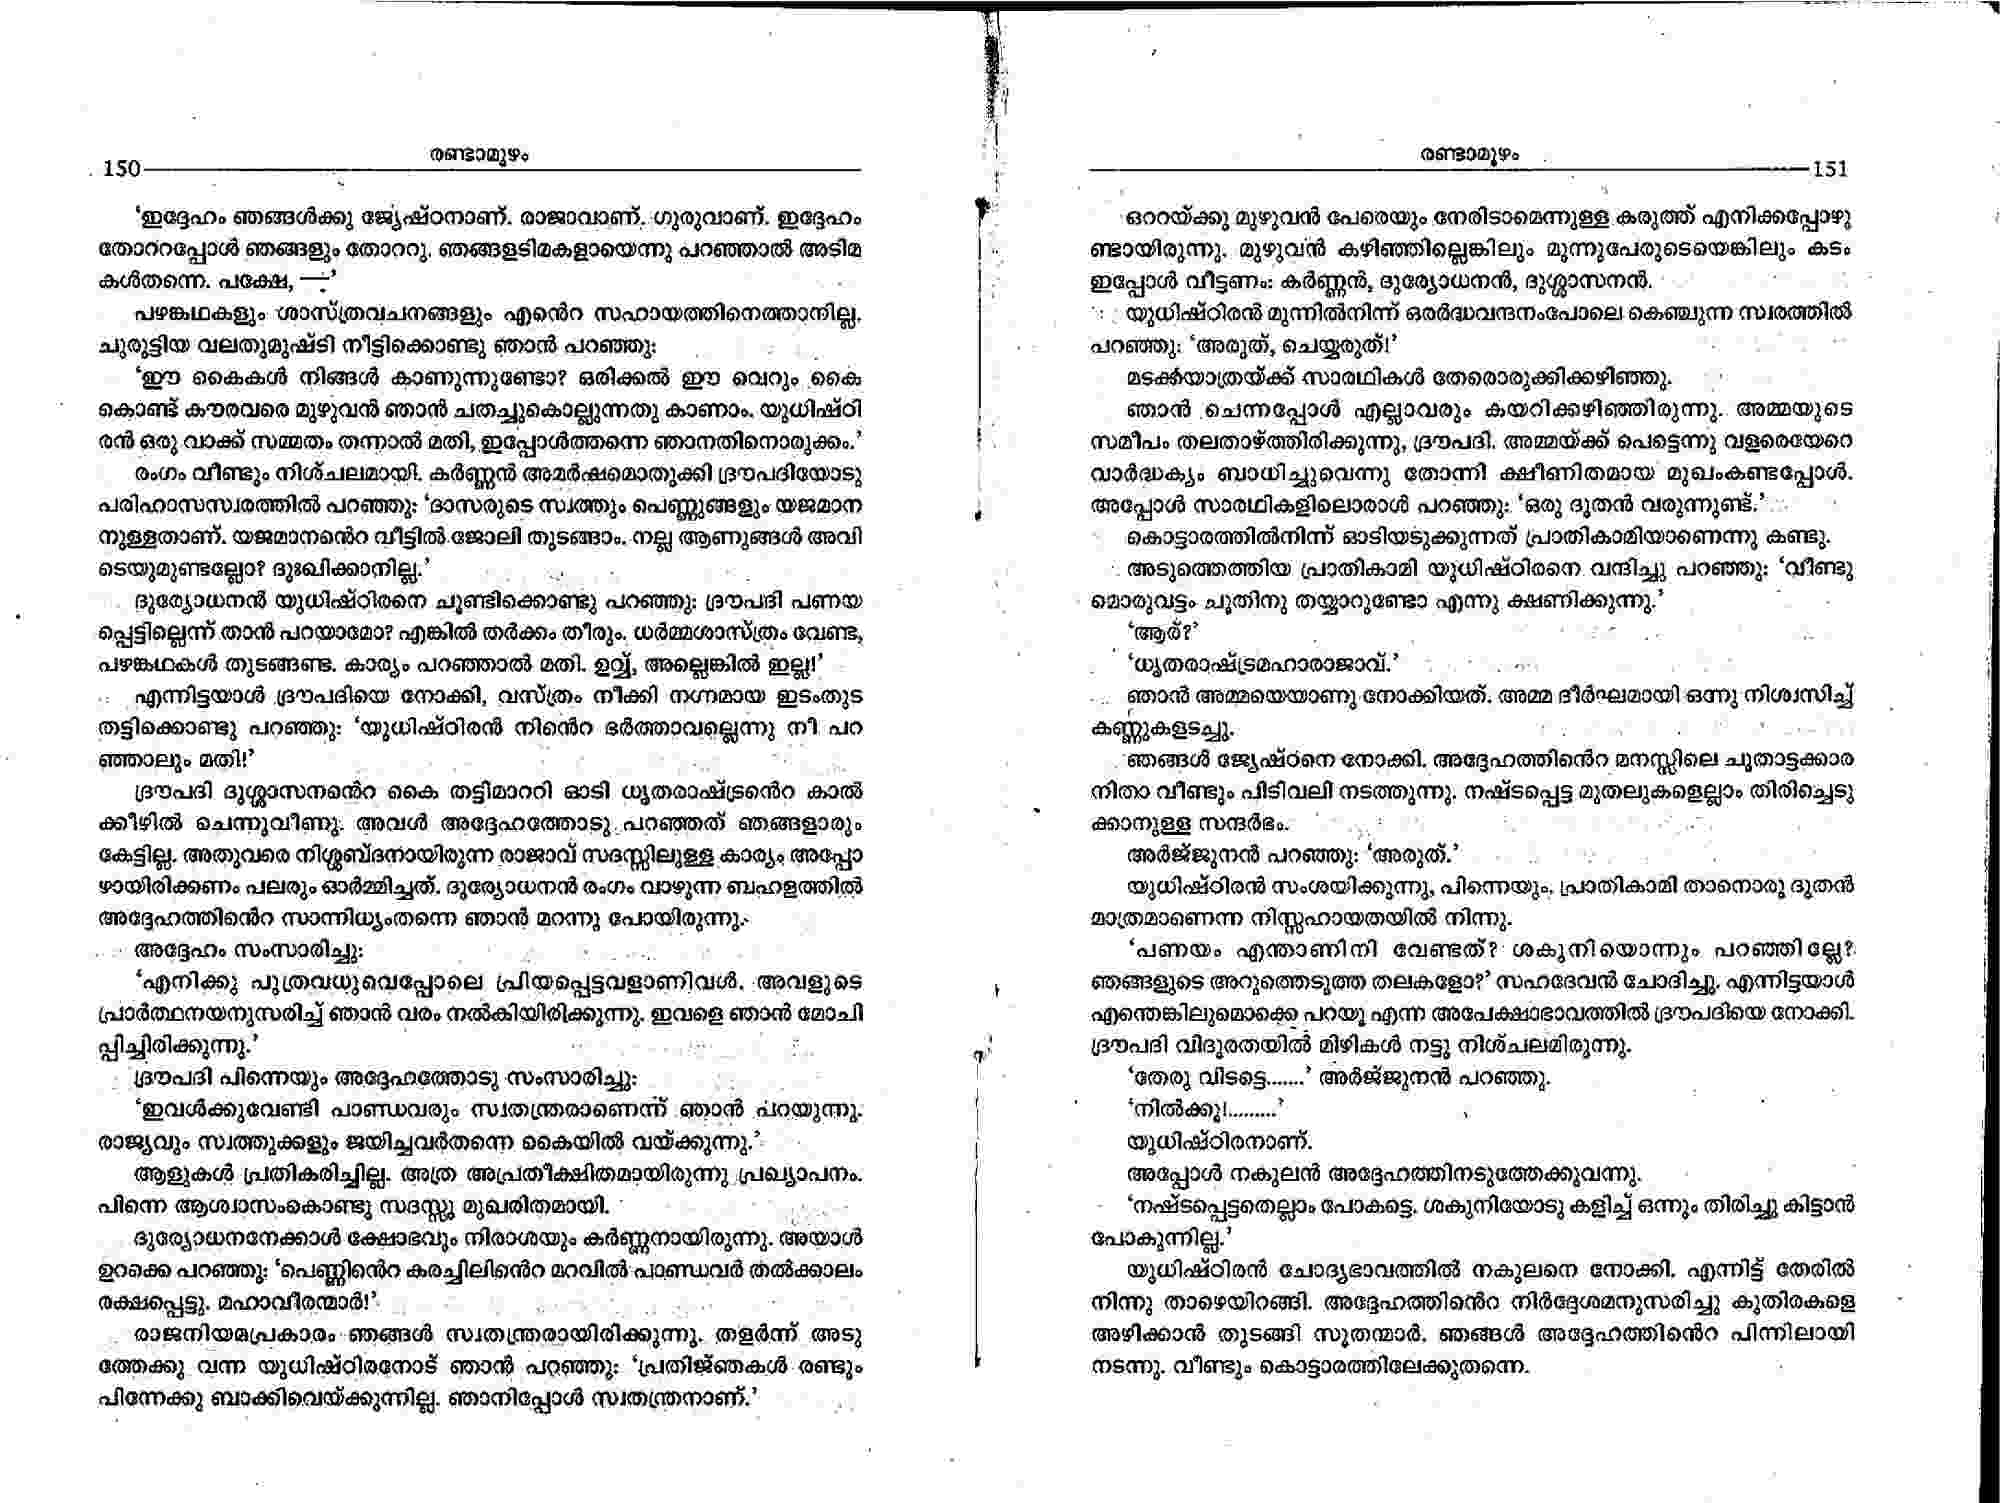 150
രണ്ടാമൂഴം
‘ഇദ്ദേഹം ഞങ്ങൾക്കു ജ്യേഷ്ഠനാണ്. രാജാവാണ്. ഗുരുവാണ്. ഇദ്ദേഹം
തോററപ്പോൾ ഞങ്ങളും തോററു. ഞങ്ങളടിമകളായെന്നു പറഞ്ഞാൽ അടിമ
കൾതന്നെ. പക്ഷേ, —’
പഴങ്കഥകളും ശാസ്ത്രവചനങ്ങളും എൻെറ സഹായത്തിനെത്താനില്ല.
ചുരുട്ടിയ വലതുമുഷ്ടി നീട്ടിക്കൊണ്ടു ഞാൻ പറഞ്ഞു:
‘ഈ കൈകൾ നിങ്ങൾ കാണുന്നുണ്ടോ? ഒരിക്കൽ ഈ വെറും കൈ
കൊണ്ട് കൗരവരെ മുഴുവൻ ഞാൻ ചതച്ചുകൊല്ലുന്നതു കാണാം. യുധിഷ്ഠി
രൻ ഒരു വാക്ക് സമ്മതം തന്നാൽ മതി, ഇപ്പോൾത്തന്നെ ഞാനതിനൊരുക്കം.’
രംഗം വീണ്ടും നിശ്ചലമായി. കർണ്ണൻ അമർഷമൊതുക്കി ദ്രൗപദിയോടു
പരിഹാസസ്വരത്തിൽ പറഞ്ഞു: ‘ദാസരുടെ സ്വത്തും പെണ്ണുങ്ങളും യജമാന
നുള്ളതാണ്. യജമാനൻെറ വീട്ടിൽ ജോലി തുടങ്ങാം. നല്ല ആണുങ്ങൾ അവി
ടെയുമുണ്ടല്ലോ? ദുഃഖിക്കാനില്ല.’
ദുര്യോധനൻ യുധിഷ്ഠിരനെ ചൂണ്ടിക്കൊണ്ടു പറഞ്ഞു: ദ്രൗപദി പണയ
പ്പെട്ടില്ലെന്ന് താൻ പറയാമോ? എങ്കിൽ തർക്കം തീരും. ധർമ്മശാസ്ത്രം വേണ്ട,
പഴങ്കഥകൾ തുടങ്ങണ്ട. കാര്യം പറഞ്ഞാൽ മതി. ഉവ്വ്, അല്ലെങ്കിൽ ഇല്ല!’
എന്നിട്ടയാൾ ദ്രൗപദിയെ നോക്കി, വസ്ത്രം നീക്കി നഗ്നമായ ഇടംതുട
തട്ടിക്കൊണ്ടു പറഞ്ഞു: ‘യുധിഷ്ഠിരൻ നിൻെറ ഭർത്താവല്ലെന്നു നീ പറ
ഞ്ഞാലും മതി!’
ദ്രൗപദി ദുശ്ശാസനൻെറ കൈ തട്ടിമാററി ഓടി ധൃതരാഷ്ട്രൻെറ കാൽ
ക്കീഴിൽ ചെന്നുവീണു. അവൾ അദ്ദേഹത്തോടു പറഞ്ഞത് ഞങ്ങളാരും
കേട്ടില്ല. അതുവരെ നിശ്ശബ്ദനായിരുന്ന രാജാവ് സദസ്സിലുള്ള കാര്യം അപ്പോ
ഴായിരിക്കണം പലരും ഓർമ്മിച്ചത്. ദുര്യോധനൻ രംഗം വാഴുന്ന ബഹളത്തിൽ
അദ്ദേഹത്തിൻെറ സാന്നിധ്യംതന്നെ ഞാൻ മറന്നു പോയിരുന്നു.
അദ്ദേഹം സംസാരിച്ചു:
‘എനിക്കു പുത്രവധുവെപ്പോലെ പ്രിയപ്പെട്ടവളാണിവൾ. അവളുടെ
പ്രാർത്ഥനയനുസരിച്ച് ഞാൻ വരം നൽകിയിരിക്കുന്നു. ഇവളെ ഞാൻ മോചി
പ്പിച്ചിരിക്കുന്നു.’
ദ്രൗപദി പിന്നെയും അദ്ദേഹത്തോടു സംസാരിച്ചു:
‘ഇവൾക്കുവേണ്ടി പാണ്ഡവരും സ്വതന്ത്രരാണെന്ന് ഞാൻ പറയുന്നു.
രാജ്യവും സ്വത്തുക്കളും ജയിച്ചവർതന്നെ കൈയിൽ വയ്ക്കുന്നു.’
ആളുകൾ പ്രതികരിച്ചില്ല. അത്ര അപ്രതീക്ഷിതമായിരുന്നു പ്രഖ്യാപനം.
പിന്നെ ആശ്വാസംകൊണ്ടു സദസ്സു മുഖരിതമായി.
ദുര്യോധനനേക്കാൾ ക്ഷോഭവും നിരാശയും കർണ്ണനായിരുന്നു. അയാൾ
ഉറക്കെ പറഞ്ഞു: ‘പെണ്ണിൻെറ കരച്ചിലിൻെറ മറവിൽ പാണ്ഡവർ തൽക്കാലം
രക്ഷപ്പെട്ടു. മഹാവീരന്മാർ!’
രാജനിയമപ്രകാരം ഞങ്ങൾ സ്വതന്ത്രരായിരിക്കുന്നു. തളർന്ന് അടു
ത്തേക്കു വന്ന യുധിഷ്ഠിരനോട് ഞാൻ പറഞ്ഞു: ‘പ്രതിജ്ഞകൾ രണ്ടും
പിന്നേക്കു ബാക്കിവെയ്ക്കുന്നില്ല. ഞാനിപ്പോൾ സ്വതന്ത്രനാണ്.’
രണ്ടാമൂഴം
151
ഒററയ്ക്കു മുഴുവൻ പേരെയും നേരിടാമെന്നുള്ള കരുത്ത് എനിക്കപ്പോഴു
ണ്ടായിരുന്നു. മുഴുവൻ കഴിഞ്ഞില്ലെങ്കിലും മൂന്നുപേരുടെയെങ്കിലും കടം
ഇപ്പോൾ വീട്ടണം: കർണ്ണൻ, ദുര്യോധനൻ, ദുശ്ശാസനൻ.
യുധിഷ്ഠിരൻ മുന്നിൽനിന്ന് ഒരർദ്ധവന്ദനംപോലെ കെഞ്ചുന്ന സ്വരത്തിൽ
പറഞ്ഞു: ‘അരുത്, ചെയ്യരുത്!’
മടക്കയാത്രയ്ക്ക് സാരഥികൾ തേരൊരുക്കിക്കഴിഞ്ഞു.
ഞാൻ ചെന്നപ്പോൾ എല്ലാവരും കയറിക്കഴിഞ്ഞിരുന്നു. അമ്മയുടെ
സമീപം തലതാഴ്ത്തിരിക്കുന്നു, ദ്രൗപദി. അമ്മയ്ക്ക് പെട്ടെന്നു വളരെയേറെ
വാർദ്ധക്യം ബാധിച്ചുവെന്നു തോന്നി ക്ഷീണിതമായ മുഖംകണ്ടപ്പോൾ.
അപ്പോൾ സാരഥികളിലൊരാൾ പറഞ്ഞു: ‘ഒരു ദൂതൻ വരുന്നുണ്ട്.’
കൊട്ടാരത്തിൽനിന്ന് ഓടിയടുക്കുന്നത് പ്രാതികാമിയാണെന്നു കണ്ടു.
അടുത്തെത്തിയ പ്രാതികാമി യുധിഷ്ഠിരനെ വന്ദിച്ചു പറഞ്ഞു: ‘വീണ്ടു
മൊരുവട്ടം ചൂതിനു തയ്യാറുണ്ടോ എന്നു ക്ഷണിക്കുന്നു.’
‘ആര്?’
‘ധൃതരാഷ്ട്രമഹാരാജാവ്.’
ഞാൻ അമ്മയെയാണു നോക്കിയത്. അമ്മ ദീർഘമായി ഒന്നു നിശ്വസിച്ച്
കണ്ണുകളടച്ചു.
ഞങ്ങൾ ജ്യേഷ്ഠനെ നോക്കി. അദ്ദേഹത്തിൻെറ മനസ്സിലെ ചൂതാട്ടക്കാര
നിതാ വീണ്ടും പിടിവലി നടത്തുന്നു. നഷ്ടപ്പെട്ട മുതലുകളെല്ലാം തിരിച്ചെടു
ക്കാനുള്ള സന്ദർഭം.
അർജ്ജുനൻ പറഞ്ഞു: ‘അരുത്.’
യുധിഷ്ഠിരൻ സംശയിക്കുന്നു, പിന്നെയും. പ്രാതികാമി താനൊരു ദൂതൻ
മാത്രമാണെന്ന നിസ്സഹായതയിൽ നിന്നു.
‘പണയം എന്താണിനി വേണ്ടത്? ശകുനിയൊന്നും പറഞ്ഞില്ലേ?
ഞങ്ങളുടെ അറുത്തെടുത്ത തലകളോ?’ സഹദേവൻ ചോദിച്ചു. എന്നിട്ടയാൾ
എന്തെങ്കിലുമൊക്കെ പറയൂ എന്ന അപേക്ഷാഭാവത്തിൽ ദ്രൗപദിയെ നോക്കി.
ദ്രൗപദി വിദൂരതയിൽ മിഴികൾ നട്ടു നിശ്ചലമിരുന്നു.
‘തേരു വിടട്ടെ.......’ അർജ്ജുനൻ പറഞ്ഞു.
‘നിൽക്കൂ!.........’
യുധിഷ്ഠിരനാണ്.
അപ്പോൾ നകുലൻ അദ്ദേഹത്തിനടുത്തേക്കുവന്നു.
‘നഷ്ടപ്പെട്ടതെല്ലാം പോകട്ടെ. ശകുനിയോടു കളിച്ച് ഒന്നും തിരിച്ചു കിട്ടാൻ
പോകുന്നില്ല.’
യുധിഷ്ഠിരൻ ചോദ്യഭാവത്തിൽ നകുലനെ നോക്കി. എന്നിട്ട് തേരിൽ
നിന്നു താഴെയിറങ്ങി. അദ്ദേഹത്തിൻെറ നിർദ്ദേശമനുസരിച്ചു കുതിരകളെ
അഴിക്കാൻ തുടങ്ങി സൂതന്മാർ. ഞങ്ങൾ അദ്ദേഹത്തിൻെറ പിന്നിലായി
നടന്നു. വീണ്ടും കൊട്ടാരത്തിലേക്കുതന്നെ.